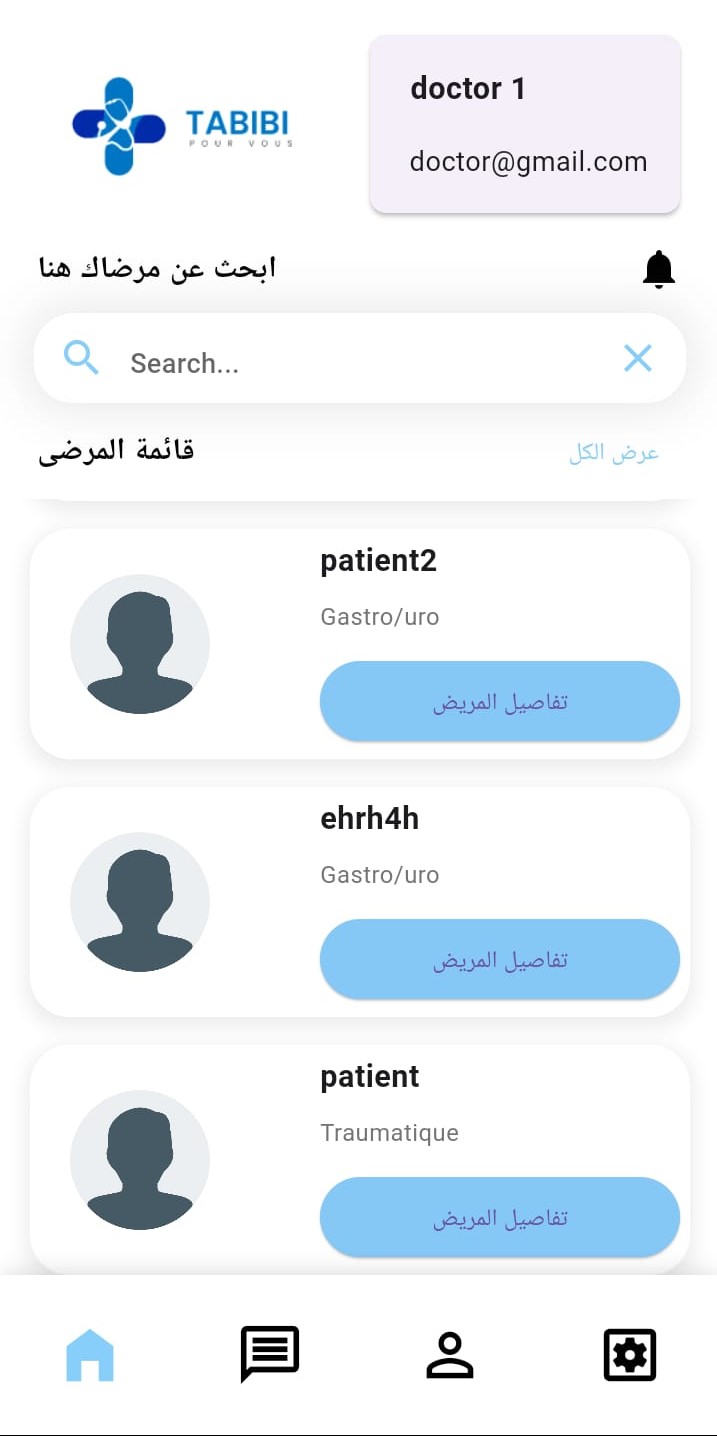 TABIBI
POUR VOUS
doctor 1
doctor@gmail.com
ابحث عن مرضاك هنا
Search...
قائمة المرضى
عرض الكل
patient2
Gastro/uro
تفاصيل المريض
ehrh4h
Gastro/uro
تفاصيل المريض
patient
Traumatique
تفاصيل المريض